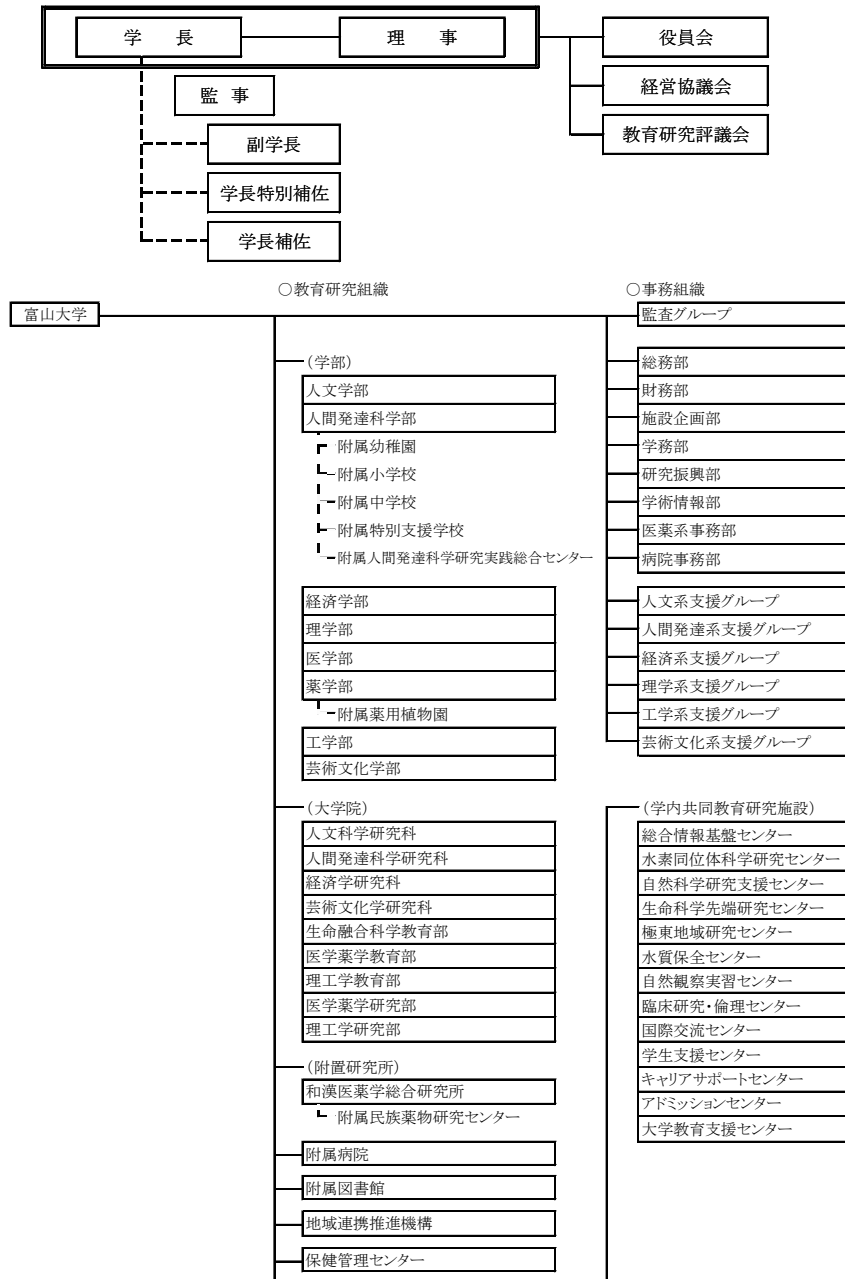 学　長
理　事
役員会
監 事
経営協議会
副学長
教育研究評議会
学長特別補佐
学長補佐
○教育研究組織
○事務組織
富山大学
監査グループ
(学部)
人文学部
人間発達科学部
附属幼稚園
附属小学校
附属中学校
附属特別支援学校
附属人間発達科学研究実践総合センター
経済学部
理学部
医学部
薬学部
附属薬用植物園
工学部
芸術文化学部
(大学院)
人文科学研究科
人間発達科学研究科
経済学研究科
芸術文化学研究科
生命融合科学教育部
医学薬学教育部
理工学教育部
医学薬学研究部
理工学研究部
(附置研究所)
和漢医薬学総合研究所
附属民族薬物研究センター
附属病院
附属図書館
地域連携推進機構
保健管理センター
総務部
財務部
施設企画部
学務部
研究振興部
学術情報部
医薬系事務部
病院事務部
人文系支援グループ
人間発達系支援グループ
経済系支援グループ
理学系支援グループ
工学系支援グループ
芸術文化系支援グループ
(学内共同教育研究施設)
総合情報基盤センター
水素同位体科学研究センター
自然科学研究支援センター
生命科学先端研究センター
極東地域研究センター
水質保全センター
自然観察実習センター
臨床研究・倫理センター
国際交流センター
学生支援センター
キャリアサポートセンター
アドミッションセンター
大学教育支援センター